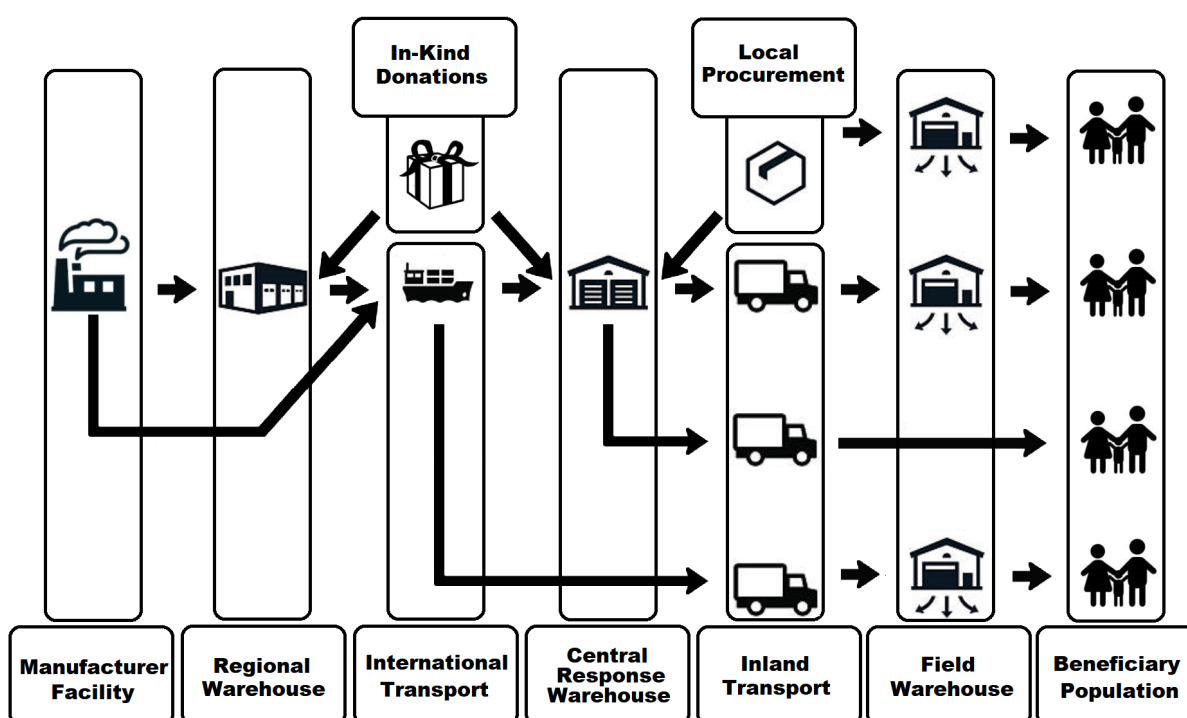 In-Kind
Donations
Local
Procurement
Manufacturer
Facility
Regional
Warehouse
International
Transport
Central
Response
Warehouse
Inland
Transport
Field
Warehouse
Beneficiary
Population